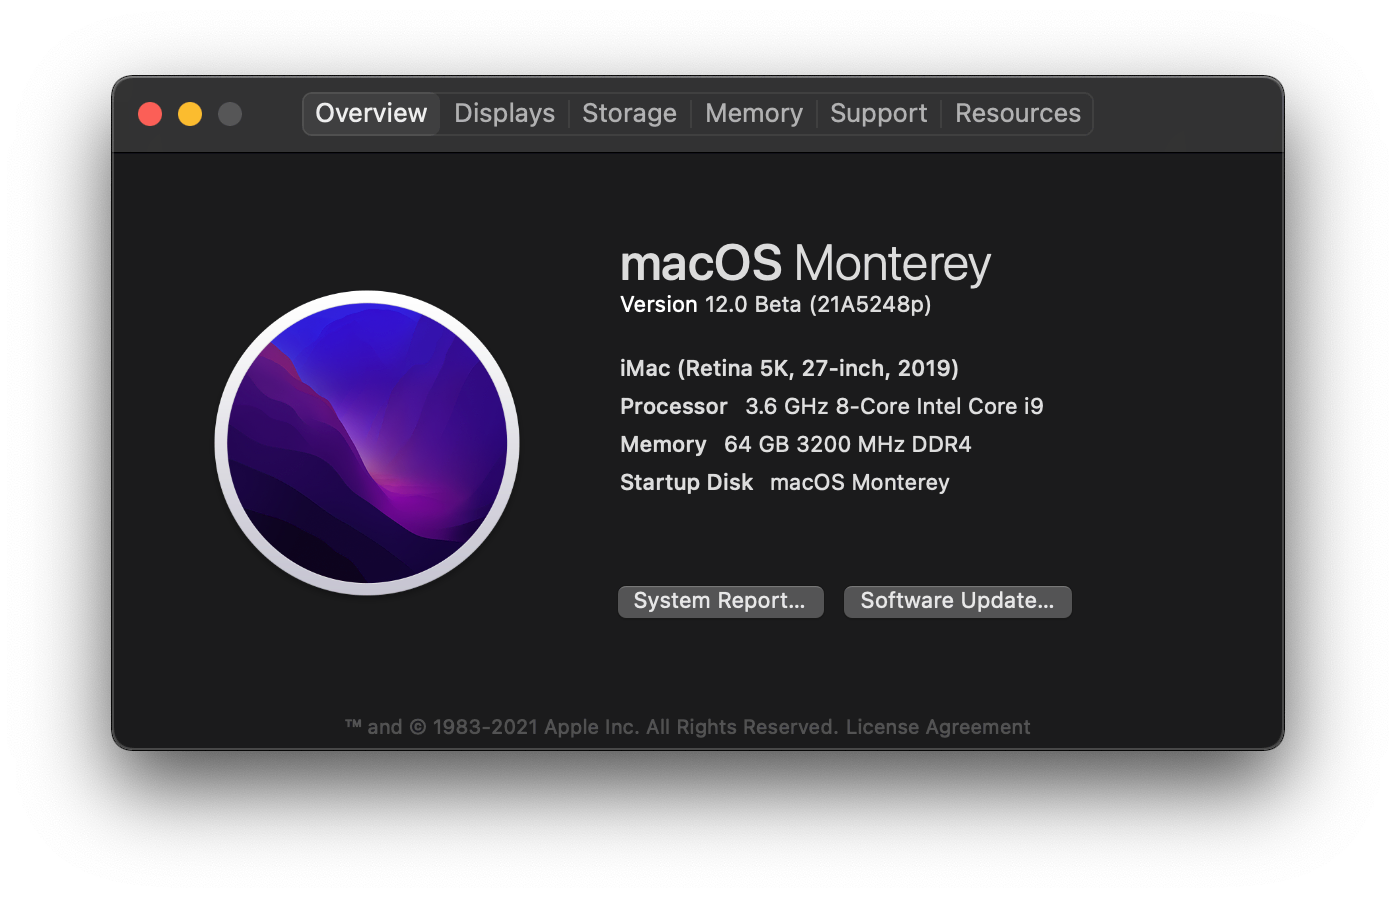 Overview Displays Storage Memory Support Resources
macOS Monterey
Version 12.0 Beta (21A5248p)
iMac (Retina 5K, 27-inch, 2019)
Processor 3.6 GHz 8-Core Intel Core i9
Memory 64 GB 3200 MHz DDR4
Startup Disk macOS Monterey
System Report... Software Update...
™ and © 1983-2021 Apple Inc. All Rights Reserved. License Agreement